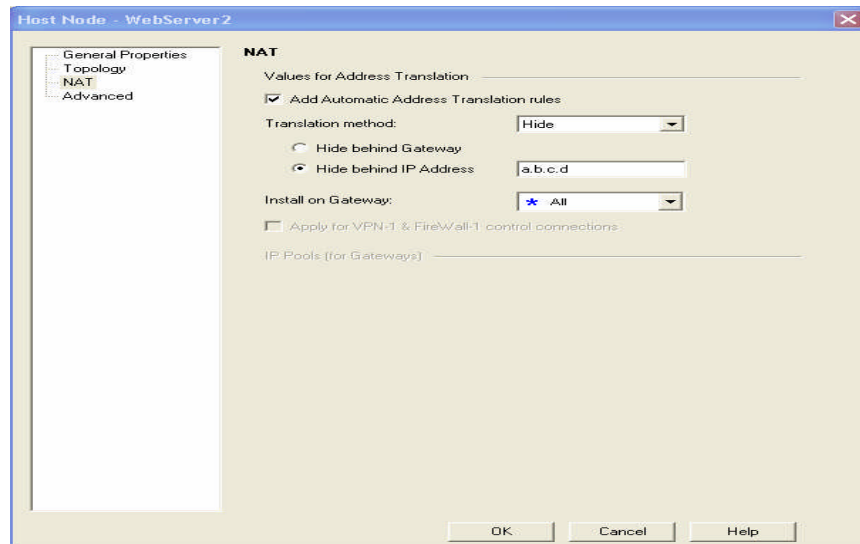 Host Node - WebServer2
General Properties
Topology
NAT
Advanced
NAT
Values for Address Translation
Add Automatic Address Translation rules
Translation method:
Hide
Hide behind Gateway
Hide behind IP Address
a.b.c.d
Install on Gateway:
* All
Apply for VPN-1 & FireWall-1 control connections
IP Pools (for Gateways)
OK
Cancel
Help